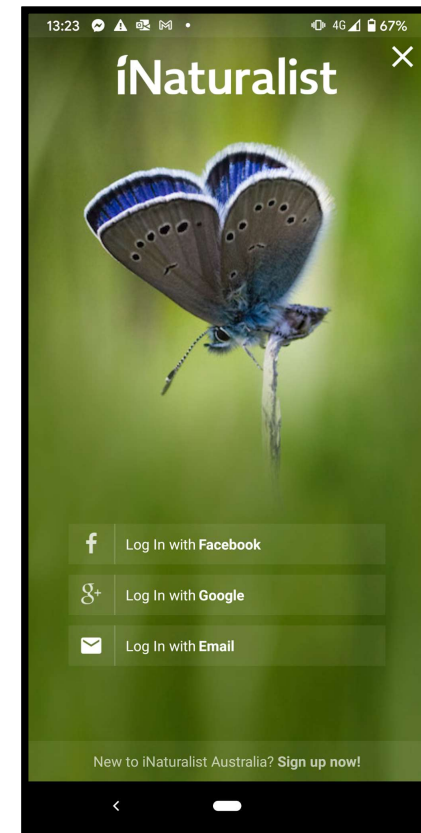 13:23 4G 67%
iNaturalist
f Log In with Facebook
g+ Log In with Google
Log In with Email
New to iNaturalist Australia? Sign up now!